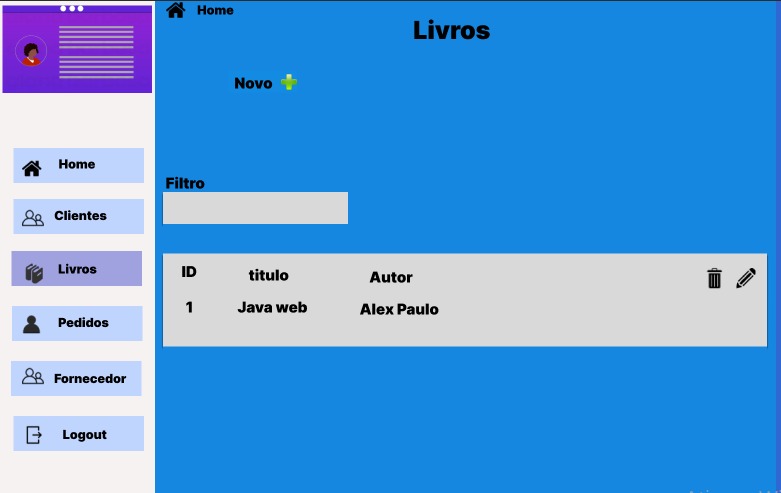 Home
Livros
Novo
Home
Clientes
Livros
Pedidos
Fornecedor
Logout
Filtro
ID titulo Autor
1 Java web Alex Paulo